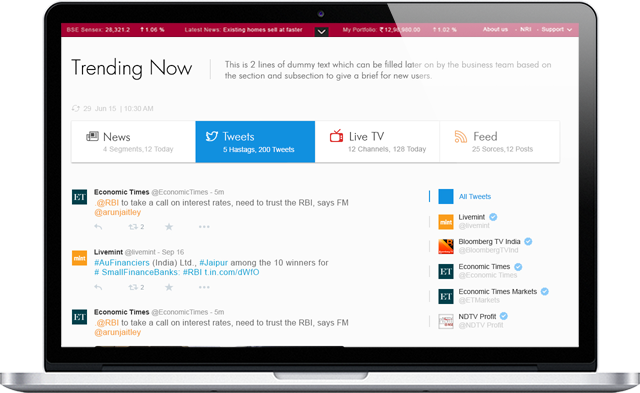 BSE Sensex: 28,321.2 ₹ 1.06 % Latest News: Existing homes sell at faster My Portfolio: ₹ 12,98,960.00 ₹ 1.02 % About us - NRI - Support
Trending Now
This is 2 lines of dummy text which can be filled later on by the business team based on
the section and subsection to give a brief for new users.
29 Jun 15 | 10:30 AM
News
4 Segments,12 Today
Tweets
5 Hastags, 200 Tweets
Live TV
12 Channels, 128 Today
Feed
25 Sorces,12 Posts
ET
Economic Times @EconomicTimes - 5m
.@RBI to take a call on interest rates, need to trust the RBI, says FM
@arunjaitley
2
mint
Livemint @livemint - Sep 16
#AuFinanciers (India) Ltd., #Jaipur among the 10 winners for
# SmallFinanceBanks: #RBI t.in.com/dWfO
2
ET
Economic Times @EconomicTimes - 5m
.@RBI to take a call on interest rates, need to trust the RBI, says FM
@arunjaitley
All Tweets
mint
Livemint
@livemint
Bloomberg TV India
@BloombergTVInd
ET
Economic Times
@Economic Times
ET
Economic Times Markets
@ETMarkets
NDTV Profit
@NDTV Profit